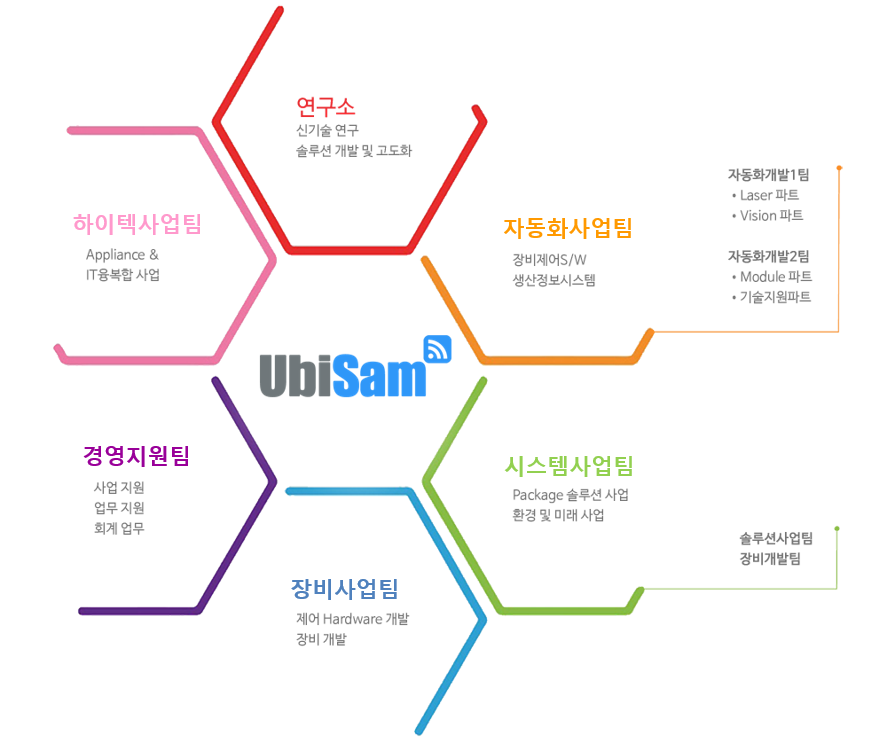 연구소
신기술 연구
솔루션 개발 및 고도화
하이텍사업팀
Appliance &
IT융복합 사업
자동화사업팀
장비제어S/W
생산정보시스템
자동화개발1팀
• Laser 파트
• Vision 파트
자동화개발2팀
• Module 파트
• 기술지원파트
UbiSam
경영지원팀
사업 지원
업무 지원
회계 업무
시스템사업팀
Package 솔루션 사업
환경 및 미래 사업
솔루션사업팀
장비개발팀
장비사업팀
제어 Hardware 개발
장비 개발